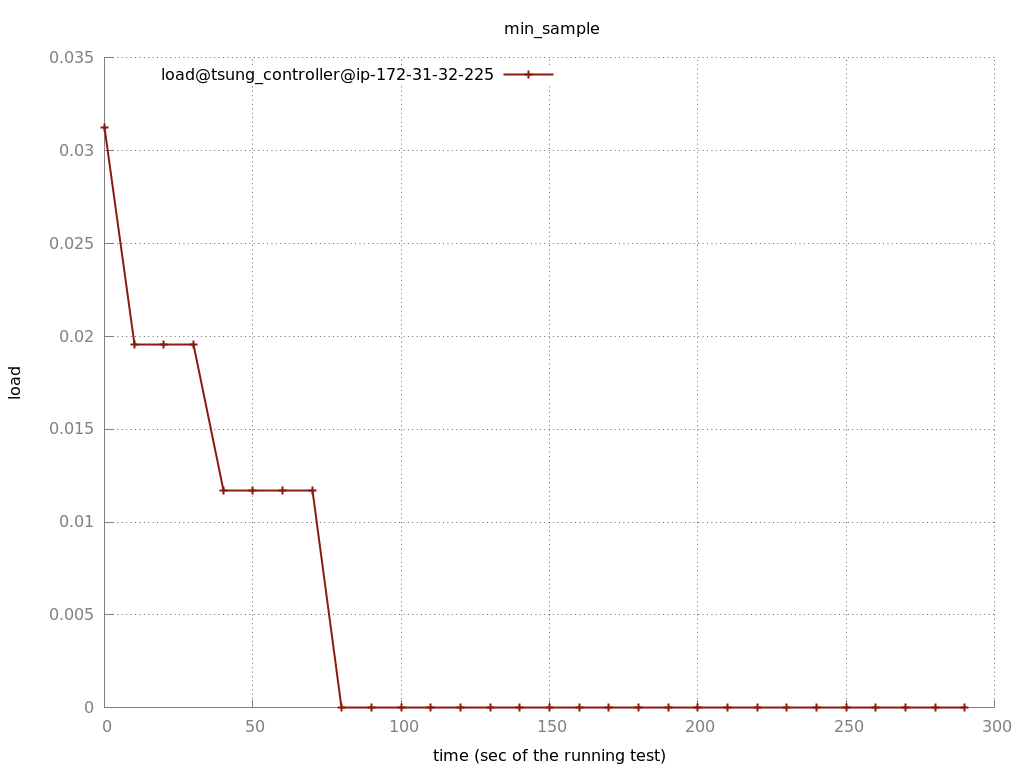 min_sample
0.035
load@tsung_controller@ip-172-31-32-225
0.03
0.025
0.02
load
0.015
0.01
0.005
0
0 50 100 150 200 250 300
time (sec of the running test)